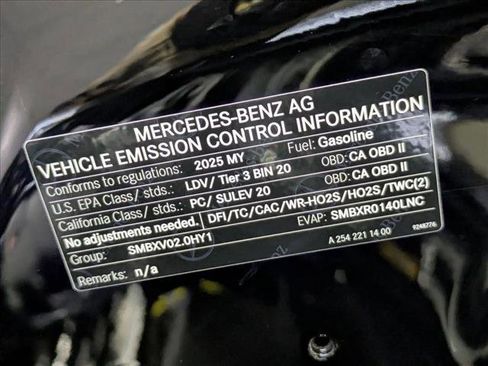 MERCEDES-BENZ AG
VEHICLE EMISSION CONTROL INFORMATION
Conforms to regulations: 2025 MY Fuel: Gasoline
U.S. EPA Class/ stds.: LDV/ Tier 3 BIN 20 OBD: CA OBD II
California Class/ stds.: PC/ SULEV 20 OBD: CA OBD II
No adjustments needed. DFI/TC/CAC/WR-HO2S/HO2S/TWC(2)
Group: SMBXV02.0HY1 EVAP: SMBXR0140LNC
Remarks: n/a A 254 221 14 00 9248776